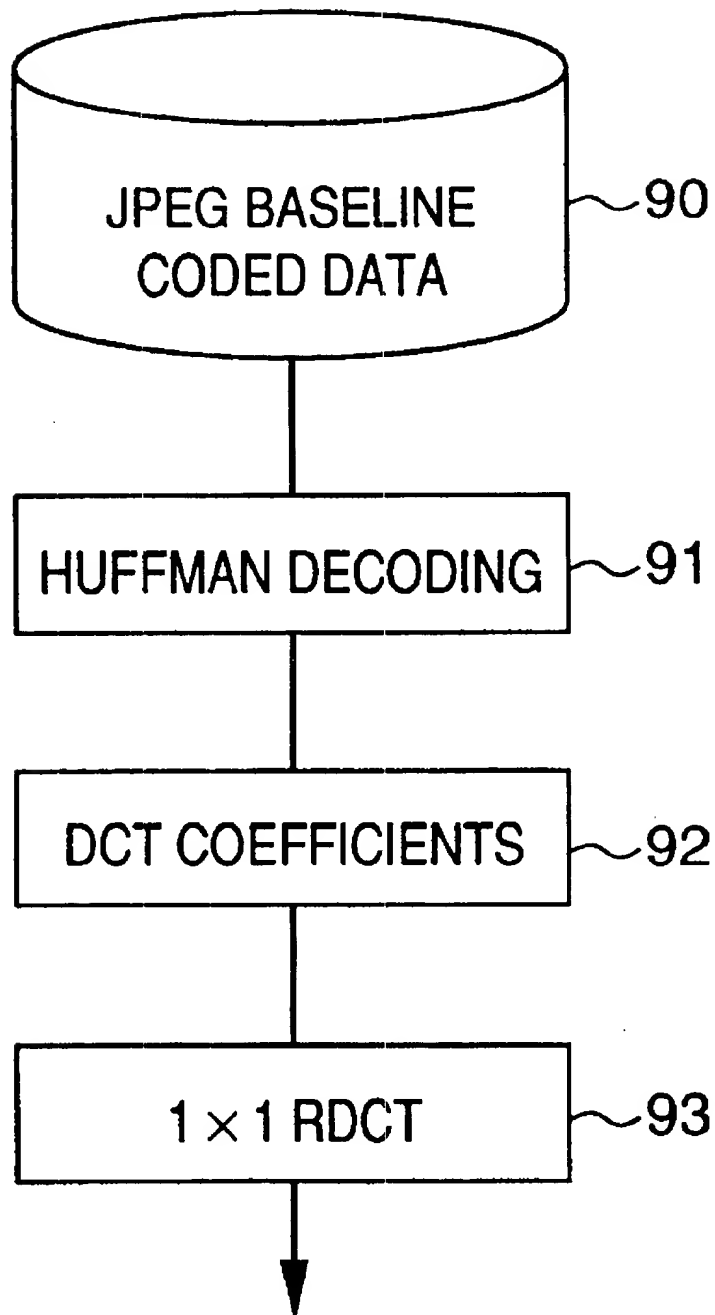 JPEG BASELINE
CODED DATA
90
HUFFMAN DECODING
91
DCT COEFFICIENTS
92
1 × 1 RDCT
93